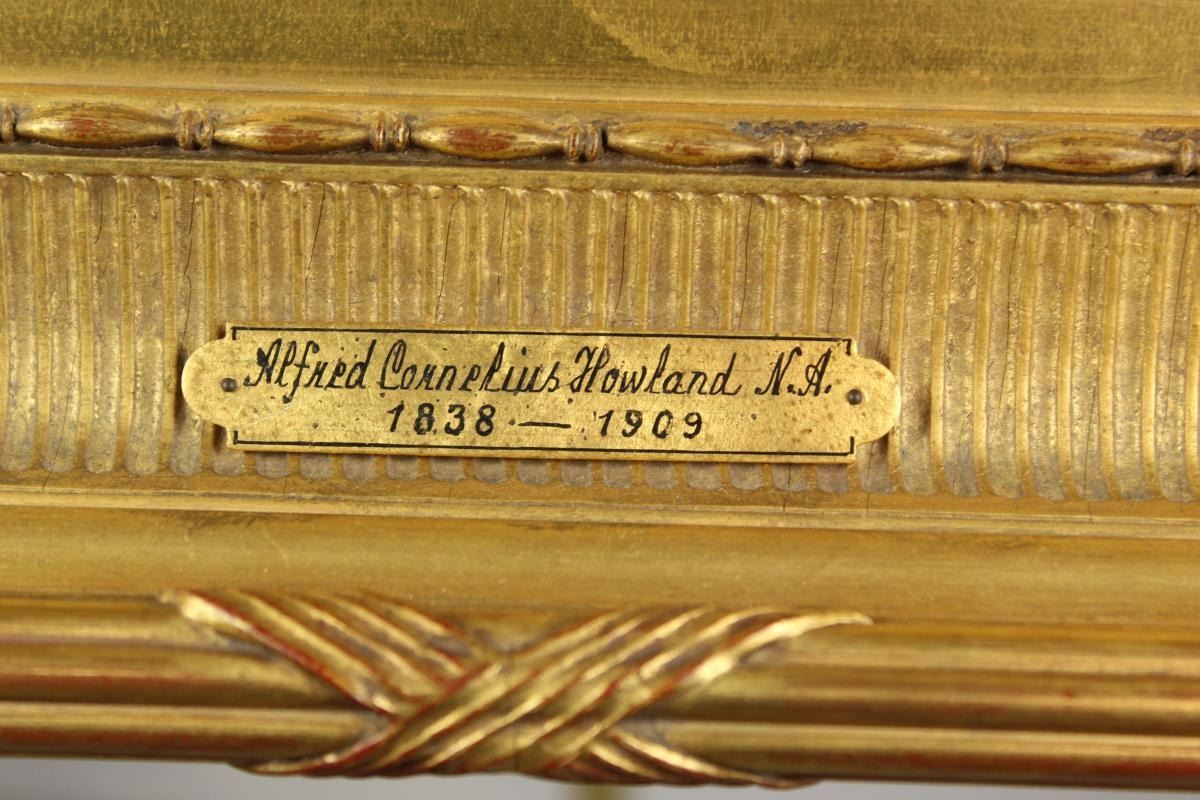 Alfred Cornelius Howland N.A.
1838 — 1909